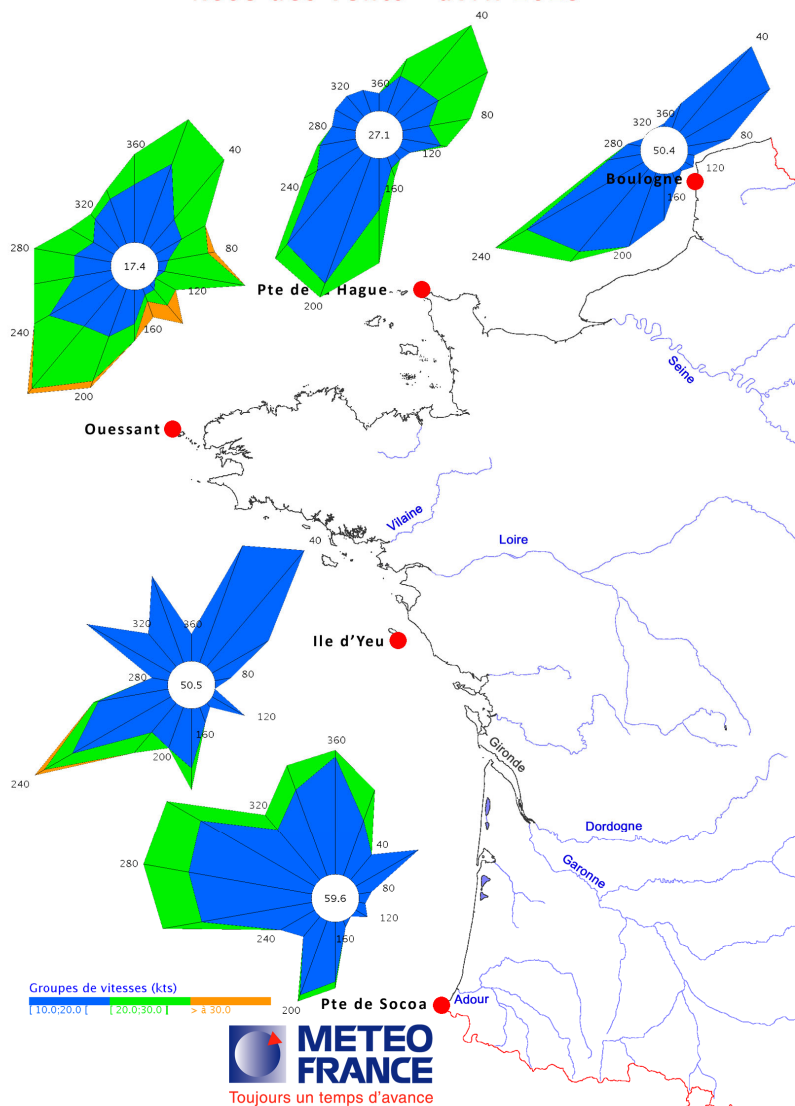 40
320
360
27.1
280
80
120
240
160
200
40
320
360
280
80
50.4
120
Boulogne
160
240
200
360
40
320
280
80
17.4
120
240
160
200
Pte de la Hague
Seine
Ouessant
Vilaine
Loire
40
320
360
Ile d'Yeu
280
80
50.5
120
200
160
240
Gironde
360
320
40
280
80
59.6
120
240
160
200
Dordogne
Garonne
Groupes de vitesses (kts)
[ 10.0;20.0 [
[ 20.0;30.0 ]
> à 30.0
Pte de Socoa
Adour
METEO
FRANCE
Toujours un temps d'avance